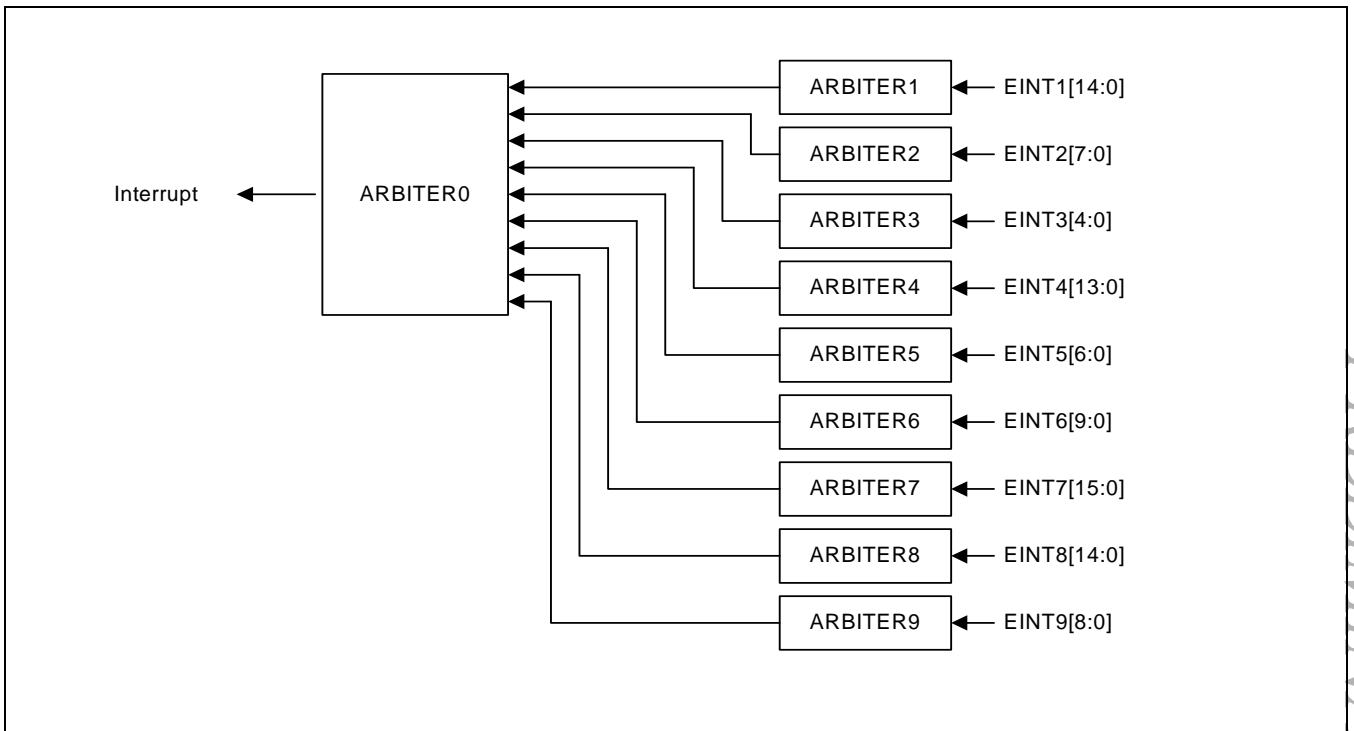 ARBITER1 EINT1[14:0]
ARBITER2 EINT2[7:0]
Interrupt ARBITER0 ARBITER3 EINT3[4:0]
ARBITER4 EINT4[13:0]
ARBITER5 EINT5[6:0]
ARBITER6 EINT6[9:0]
ARBITER7 EINT7[15:0]
ARBITER8 EINT8[14:0]
ARBITER9 EINT9[8:0]